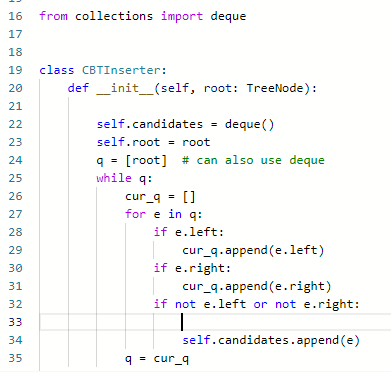 16 from collections import deque
17
18
19 class CBTInserter:
20     def __init__(self, root: TreeNode):
21
22         self.candidates = deque()
23         self.root = root
24         q = [root]  # can also use deque
25         while q:
26             cur_q = []
27             for e in q:
28                 if e.left:
29                     cur_q.append(e.left)
30                 if e.right:
31                     cur_q.append(e.right)
32                 if not e.left or not e.right:
33
34                     self.candidates.append(e)
35             q = cur_q